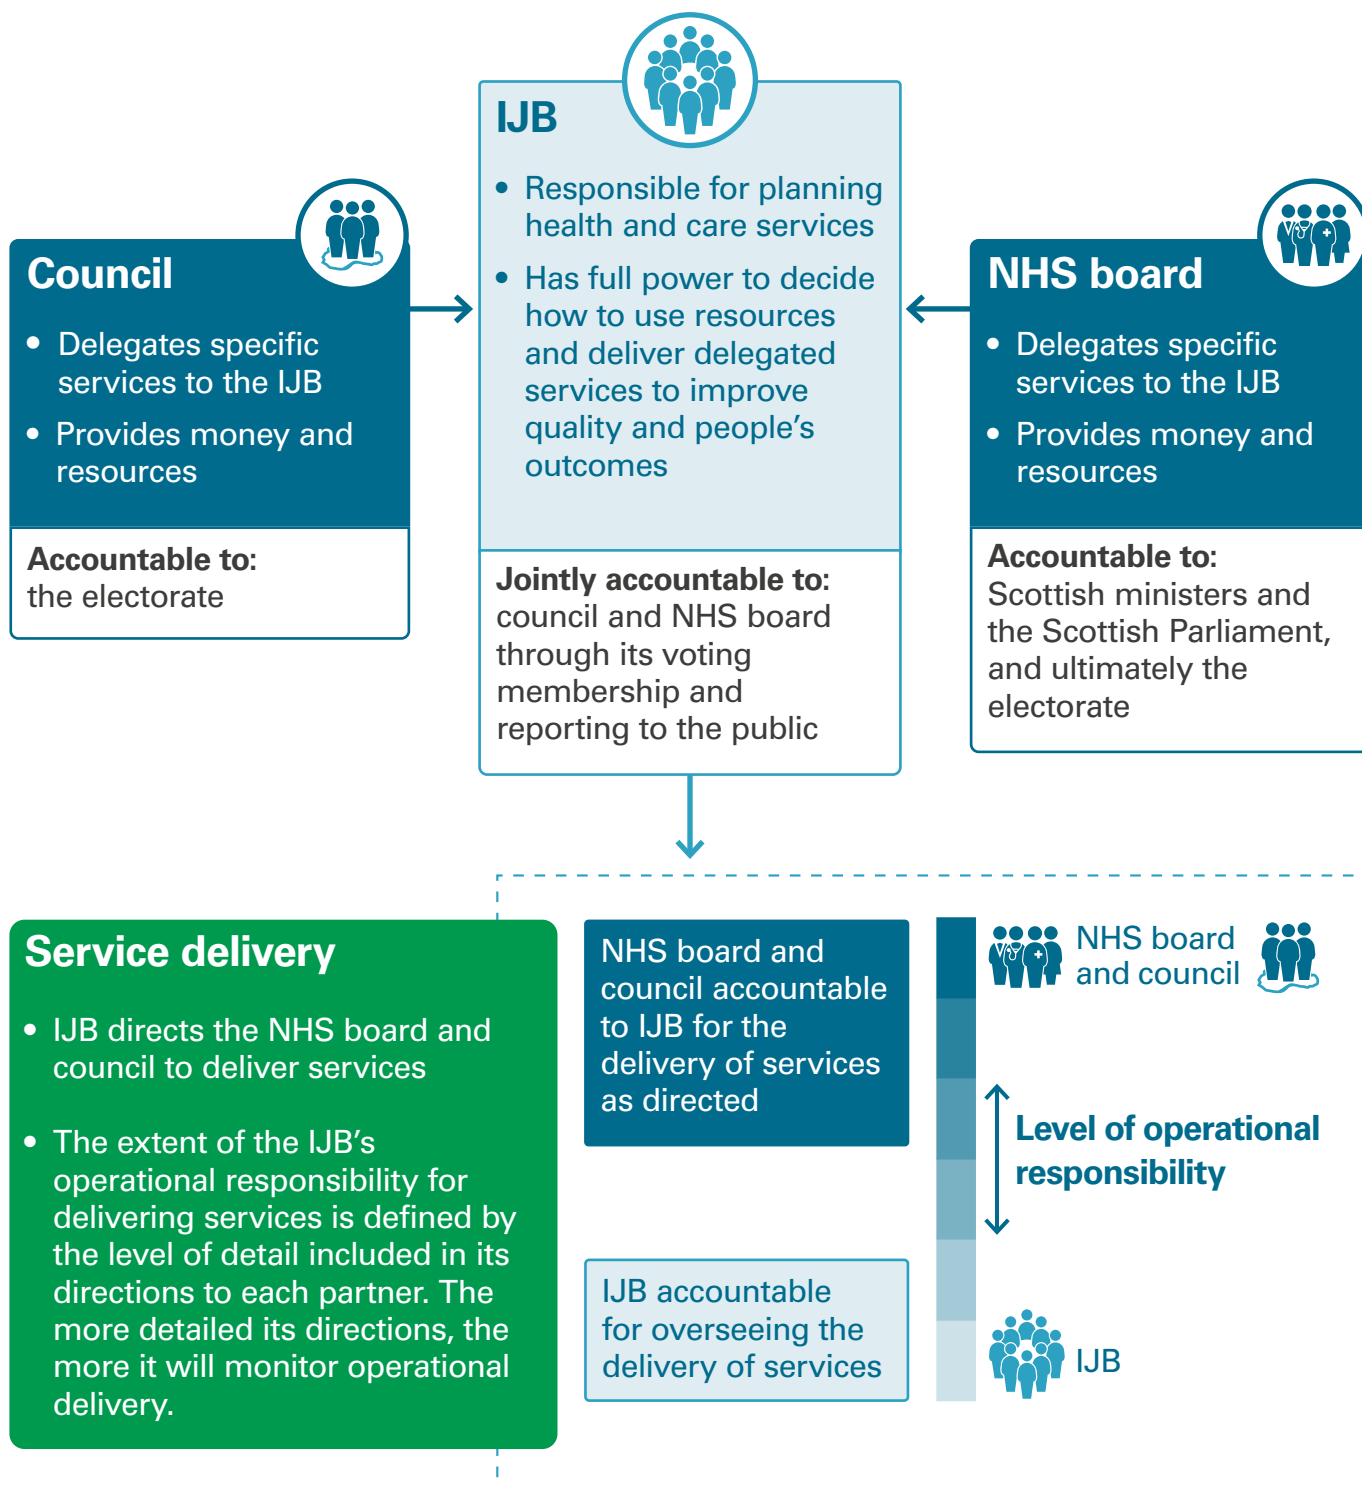 IJB
• Responsible for planning
health and care services
• Has full power to decide
how to use resources
and deliver delegated
services to improve
quality and people’s
outcomes
Jointly accountable to:
council and NHS board
through its voting
membership and
reporting to the public
Council
• Delegates specific
services to the IJB
• Provides money and
resources
Accountable to:
the electorate
NHS board
• Delegates specific
services to the IJB
• Provides money and
resources
Accountable to:
Scottish ministers and
the Scottish Parliament,
and ultimately the
electorate
Service delivery
• IJB directs the NHS board and
council to deliver services
• The extent of the IJB’s
operational responsibility for
delivering services is defined by
the level of detail included in its
directions to each partner. The
more detailed its directions, the
more it will monitor operational
delivery.
NHS board and
council accountable
to IJB for the
delivery of services
as directed
IJB accountable
for overseeing the
delivery of services
NHS board
and council
Level of operational
responsibility
IJB